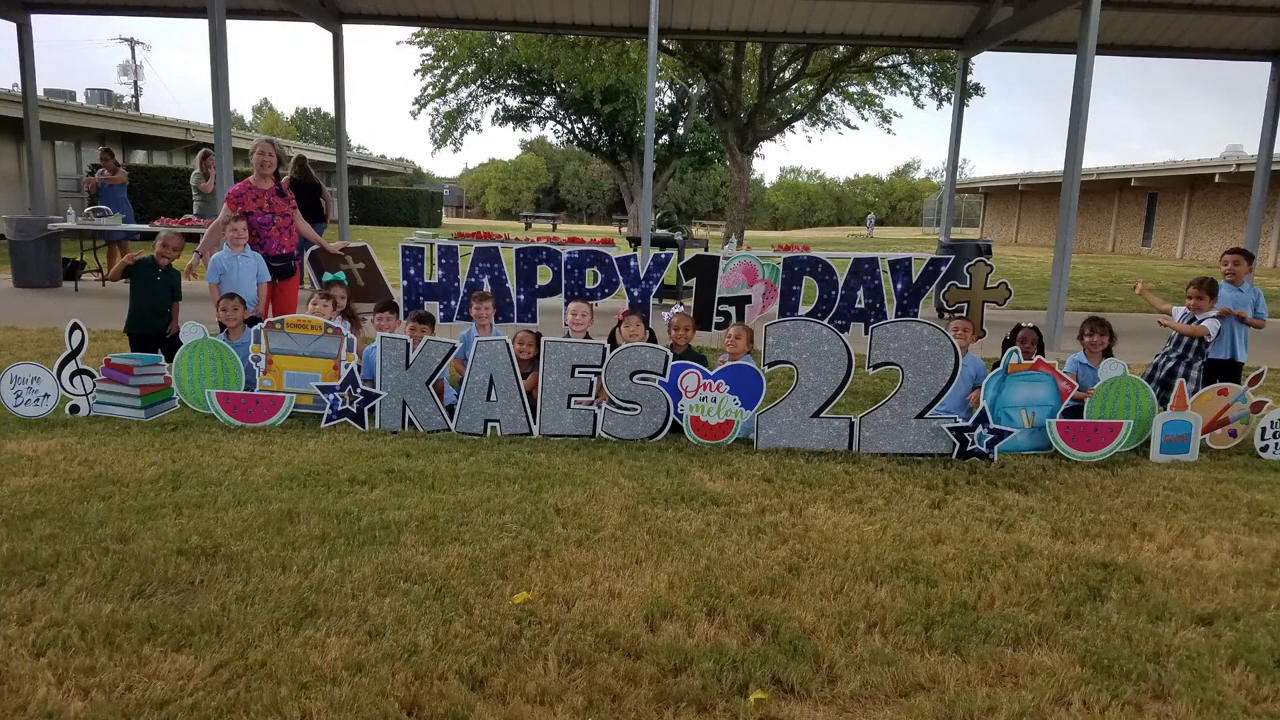 HAPPY 1ST DAY
SCHOOL BUS
You're
the
Best!
KAES 22
One
in a
melon